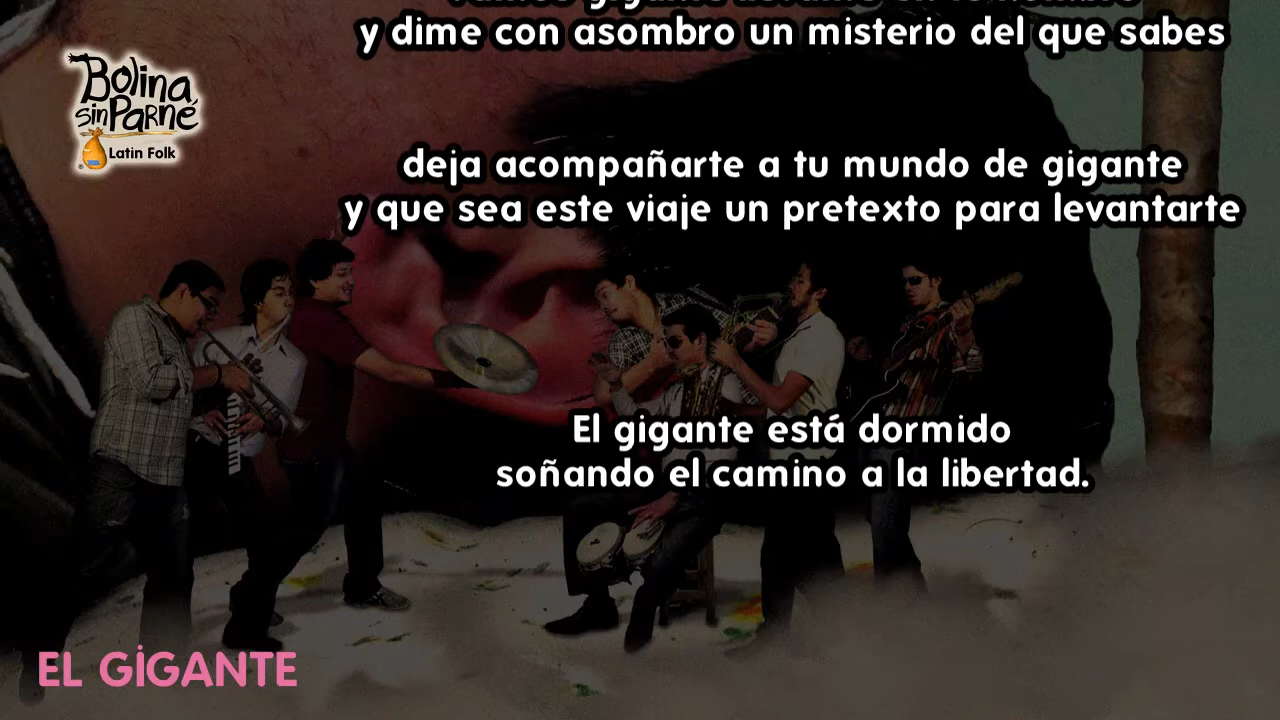 y dime con asombro un misterio del que sabes
Bolina
sin Parné
Latin Folk
deja acompañarte a tu mundo de gigante
y que sea este viaje un pretexto para levantarte
El gigante está dormido
soñando el camino a la libertad.
EL GIGANTE